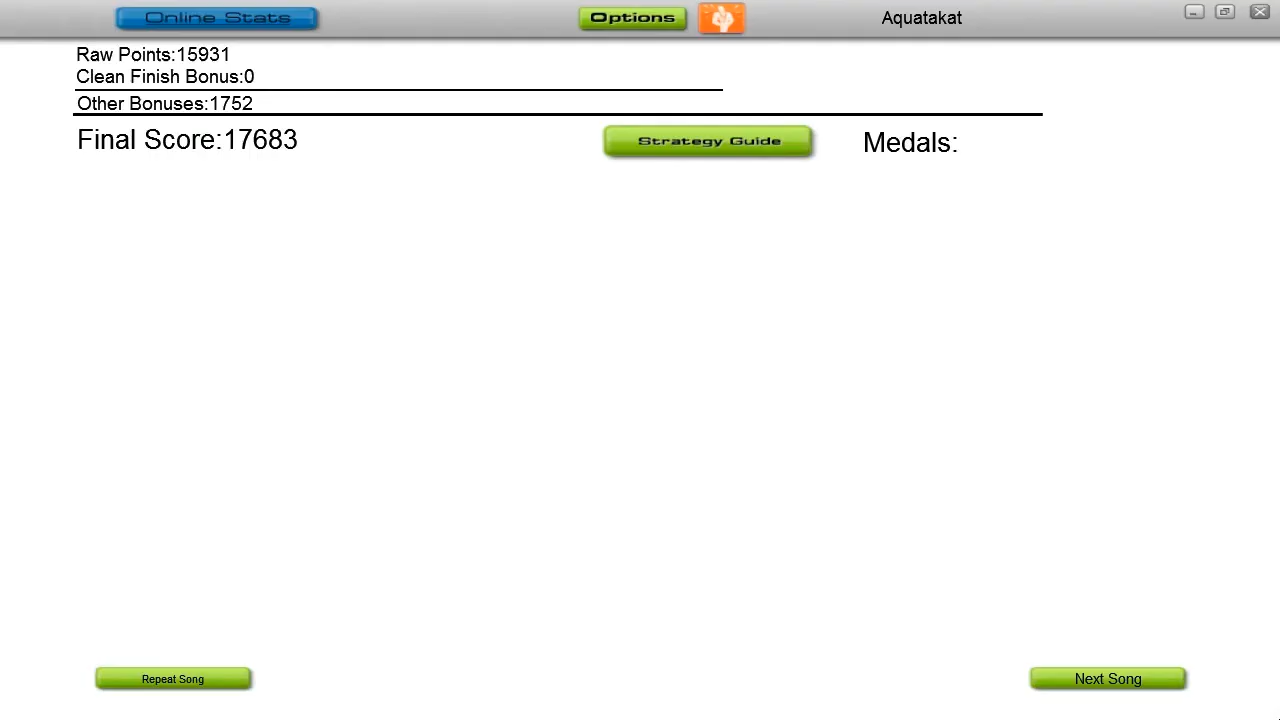 Online Stats
Options
Aquatakat
Raw Points:15931
Clean Finish Bonus:0
Other Bonuses:1752
Final Score:17683
Strategy Guide
Medals:
Repeat Song
Next Song